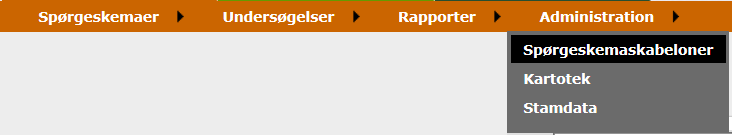 Spørgeskemaer Undersøgelser Rapporter Administration
Spørgeskemaskabeloner
Kartotek
Stamdata